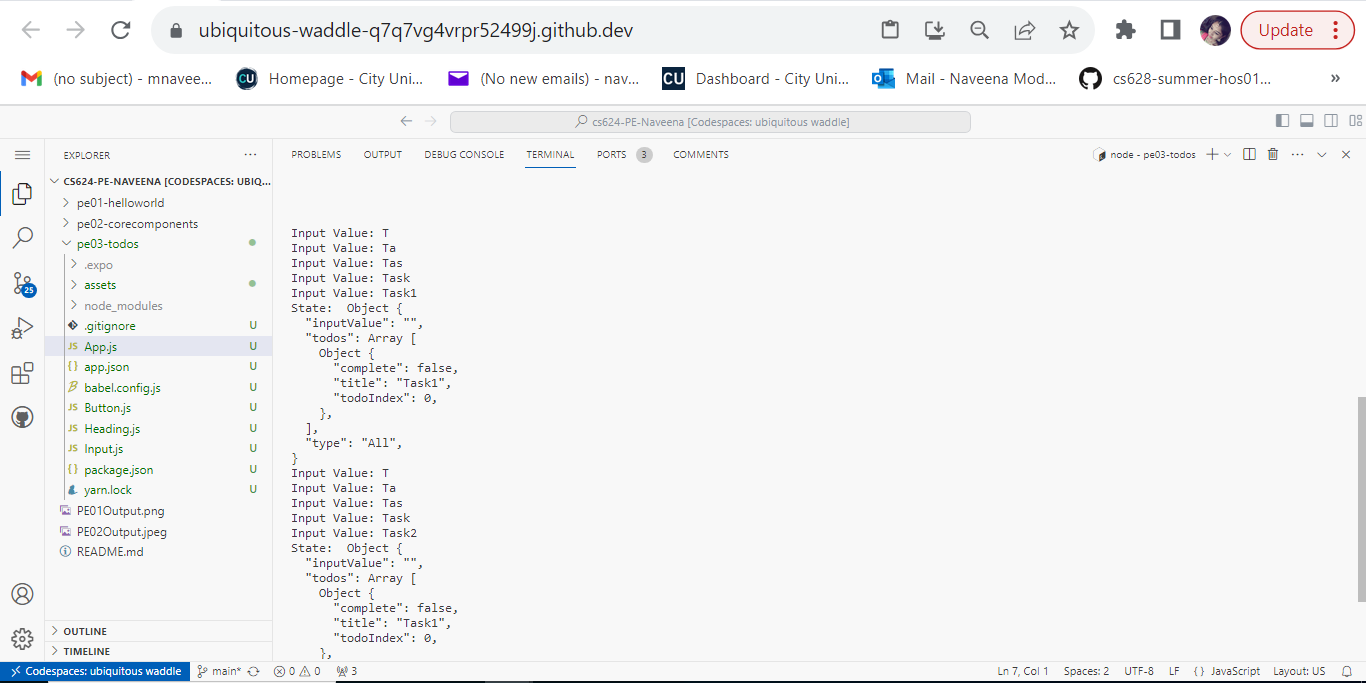 ubiquitous-waddle-q7q7vg4vrpr52499j.github.dev
Update
(no subject) - mnavee...
CU
Homepage - City Uni...
(No new emails) - nav...
CU
Dashboard - City Uni...
Mail - Naveena Mod...
cs628-summer-hos01...
»
cs624-PE-Naveena [Codespaces: ubiquitous waddle]
EXPLORER
PROBLEMS OUTPUT DEBUG CONSOLE TERMINAL PORTS 3 COMMENTS
node - pe03-todos
CS624-PE-NAVEENA [CODESPACES: UBIQ...
pe01-helloworld
pe02-corecomponents
pe03-todos
.expo
assets
node_modules
.gitignore U
JS App.js U
{} app.json U
babel.config.js U
JS Button.js U
JS Heading.js U
JS Input.js U
{} package.json U
yarn.lock U
PE01Output.png
PE02Output.jpeg
README.md
25
OUTLINE
TIMELINE
Input Value: T
Input Value: Ta
Input Value: Tas
Input Value: Task
Input Value: Task1
State:  Object {
  "inputValue": "",
  "todos": Array [
    Object {
      "complete": false,
      "title": "Task1",
      "todoIndex": 0,
    },
  ],
  "type": "All",
}
Input Value: T
Input Value: Ta
Input Value: Tas
Input Value: Task
Input Value: Task2
State:  Object {
  "inputValue": "",
  "todos": Array [
    Object {
      "complete": false,
      "title": "Task1",
      "todoIndex": 0,
    },
Codespaces: ubiquitous waddle main* 0 0 3
Ln 7, Col 1 Spaces: 2 UTF-8 LF {} JavaScript Layout: US